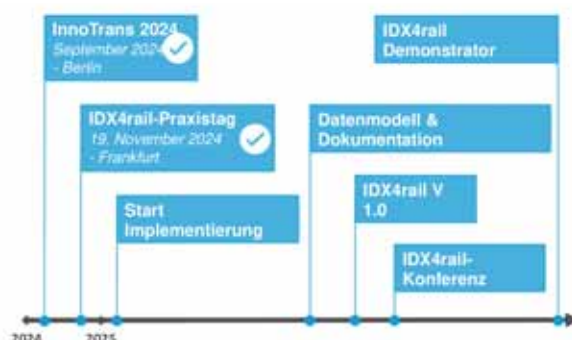 InnoTrans 2024
September 2024
- Berlin
IDX4rail
Demonstrator
IDX4rail-Praxistag
19. November 2024
- Frankfurt
Datenmodell &
Dokumentation
Start
Implementierung
IDX4rail V
1.0
IDX4rail-
Konferenz
2024
2025